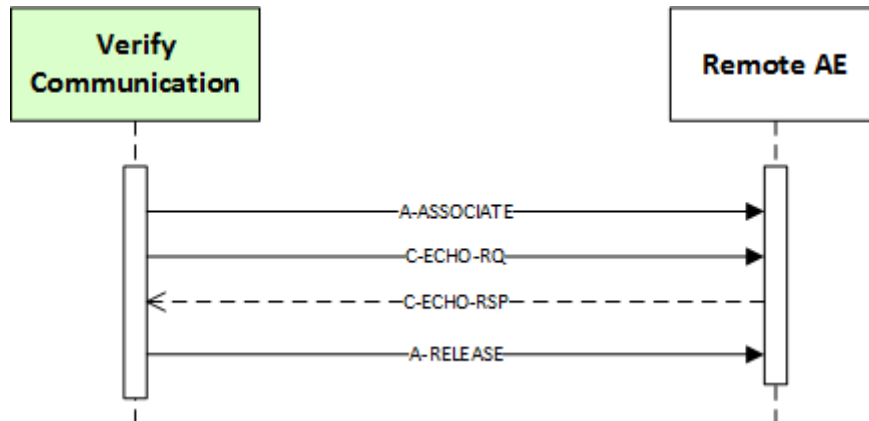 Verify
Communication
Remote AE
A-ASSOCIATE
C-ECHO-RQ
C-ECHO-RSP
A-RELEASE